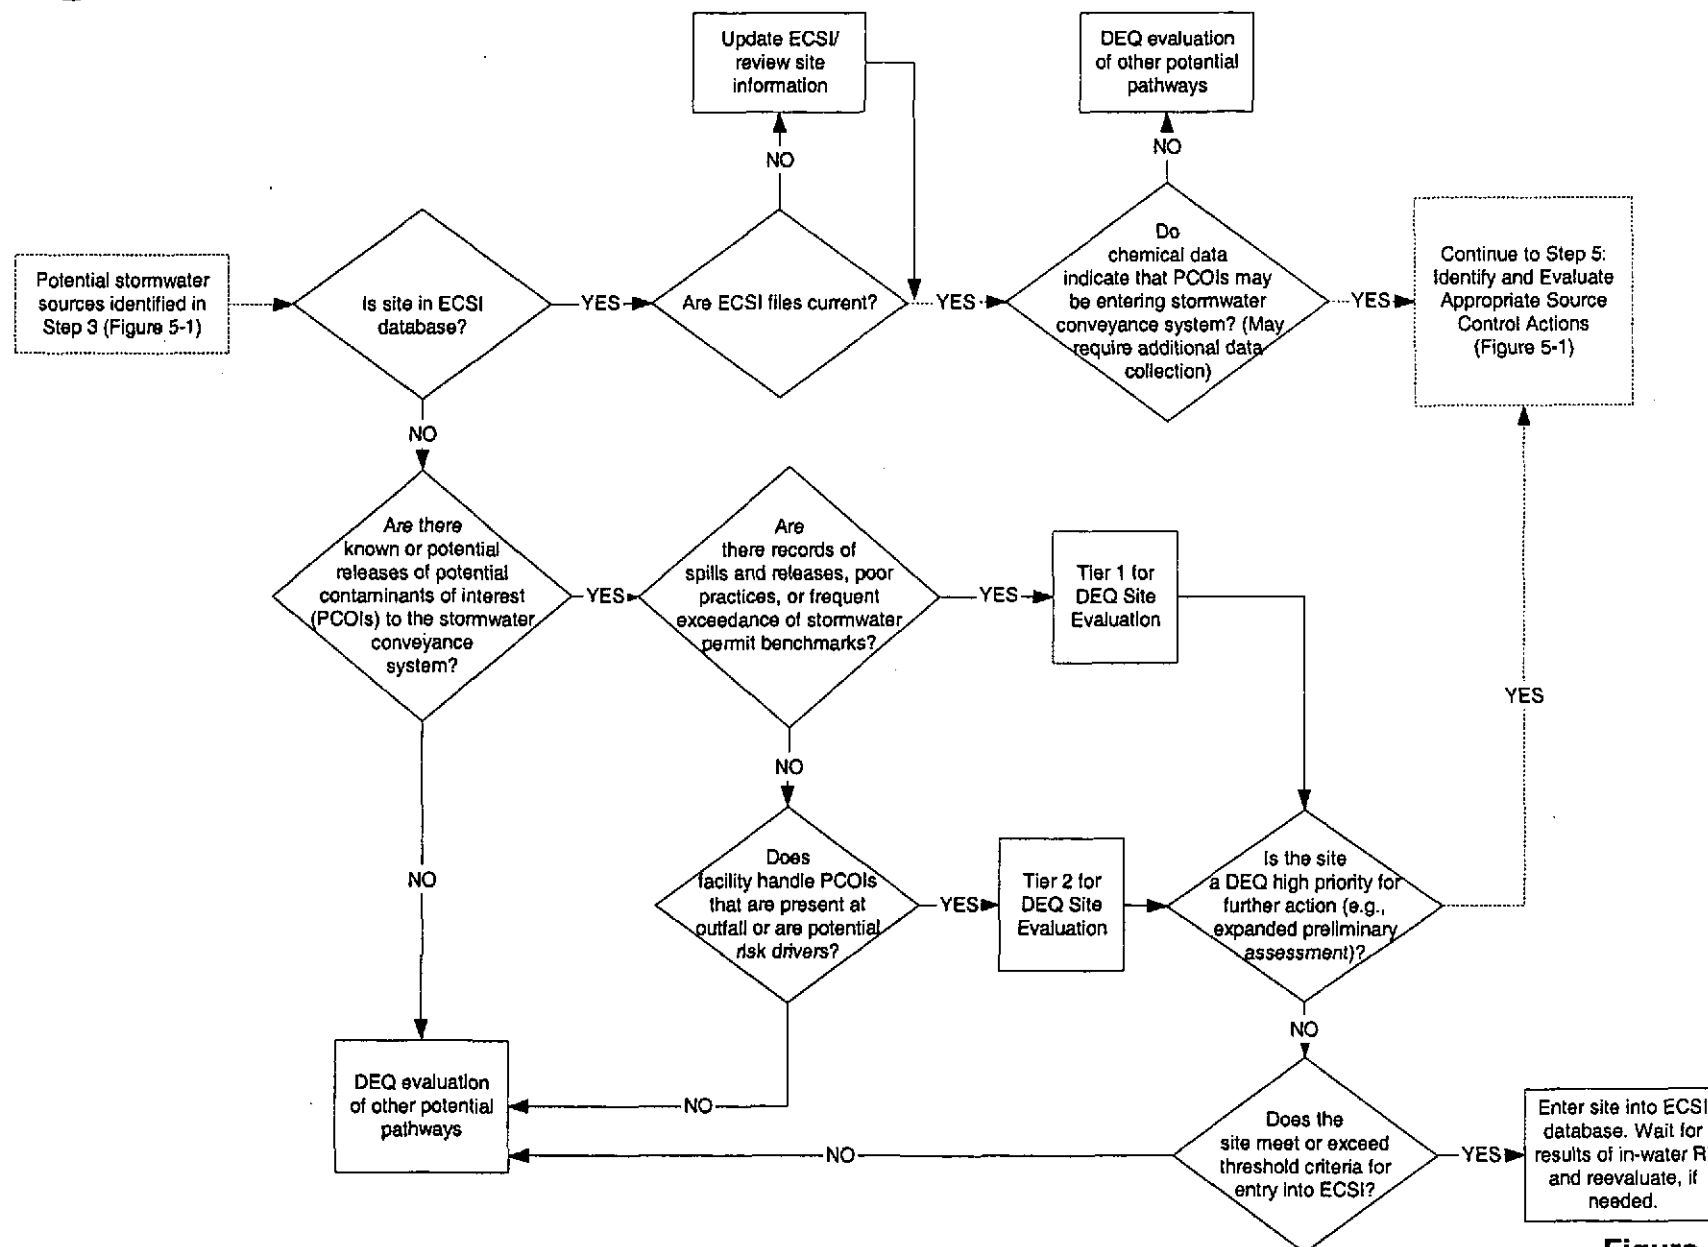 Update ECSI/
review site
information
DEQ evaluation
of other potential
pathways
NO
NO
Potential stormwater
sources identified in
Step 3 (Figure 5-1)
Is site in ECSI
database?
YES
Are ECSI files current?
YES
Do
chemical data
indicate that PCOIs may
be entering stormwater
conveyance system? (May
require additional data
collection)
YES
Continue to Step 5:
Identify and Evaluate
Appropriate Source
Control Actions
(Figure 5-1)
NO
Are there
known or potential
releases of potential
contaminants of interest
(PCOIs) to the stormwater
conveyance
system?
YES
Are
there records of
spills and releases, poor
practices, or frequent
exceedance of stormwater
permit benchmarks?
YES
Tier 1 for
DEQ Site
Evaluation
YES
NO
NO
Does
facility handle PCOIs
that are present at
outfall or are potential
risk drivers?
YES
Tier 2 for
DEQ Site
Evaluation
Is the site
a DEQ high priority for
further action (e.g.,
expanded preliminary
assessment)?
NO
DEQ evaluation
of other potential
pathways
NO
NO
Does the
site meet or exceed
threshold criteria for
entry into ECSI?
YES
Enter site into ECSI
database. Wait for
results of in-water
and reevaluate, if
needed.
Figure